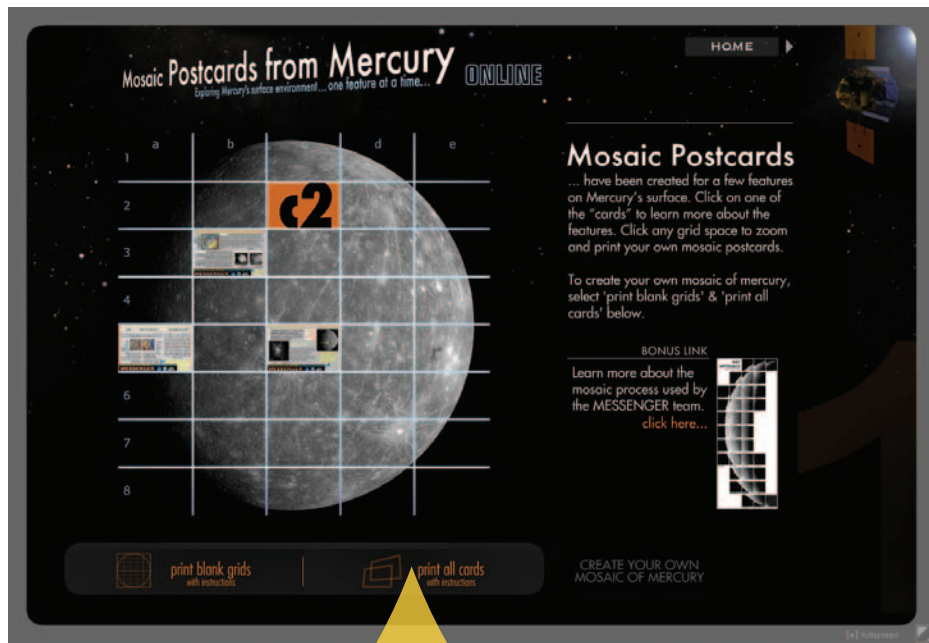 HOME
Mosaic Postcards from Mercury ONLINE
Exploring Mercury's surface environment... one feature at a time...
a b d e
1
2
c2
3
4
6
7
8
Mosaic Postcards
... have been created for a few features
on Mercury's surface. Click on one of
the "cards" to learn more about the
features. Click any grid space to zoom
and print your own mosaic postcards.
To create your own mosaic of mercury,
select 'print blank grids' & 'print all
cards' below.
BONUS LINK
Learn more about the
mosaic process used by
the MESSENGER team.
click here...
print blank grids
with instructions
print all cards
with instructions
CREATE YOUR OWN
MOSAIC OF MERCURY
[+] fullscreen
1